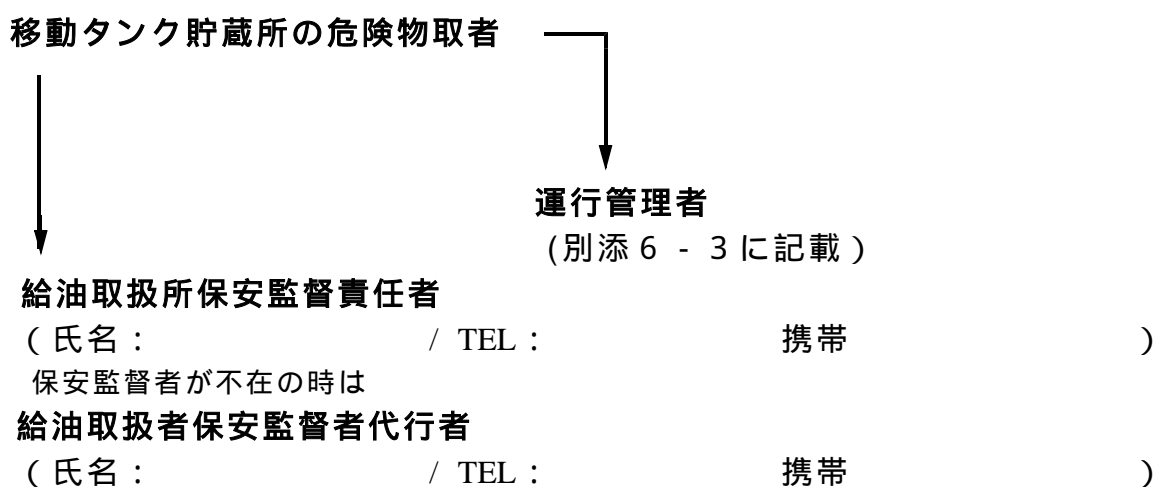 移動タンク貯蔵所の危険物取者
運行管理者
(別添６‐３に記載)
給油取扱所保安監督責任者
(氏名： / TEL： 携帯 )
保安監督者が不在の時は
給油取扱者保安監督者代行者
(氏名： / TEL： 携帯 )